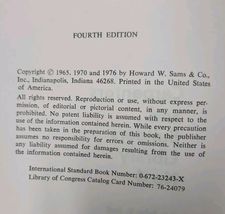 FOURTH EDITION
Copyright © 1965, 1970 and 1976 by Howard W. Sams & Co.,
Inc., Indianapolis, Indiana 46268. Printed in the United States
of America.
All rights reserved. Reproduction or use, without express per-
mission, of editorial or pictorial content, in any manner, is
prohibited. No patent liability is assumed with respect to the
use of the information contained herein. While every precaution
has been taken in the preparation of this book, the publisher
assumes no responsibility for errors or omissions. Neither is
any liability assumed for damages resulting from the use of
the information contained herein.
International Standard Book Number: 0-672-23243-X
Library of Congress Catalog Card Number: 76-24079